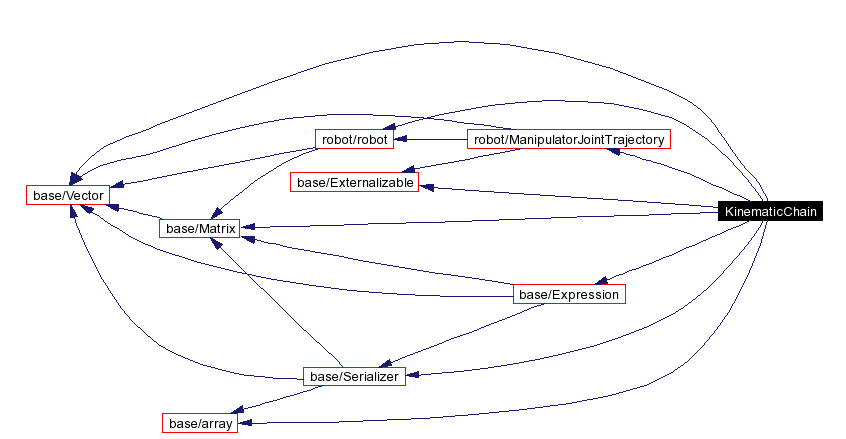 robot/robot
robot/ManipulatorJointTrajectory
base/Externalizable
base/Vector
KinematicChain
base/Matrix
base/Expression
base/Serializer
base/array